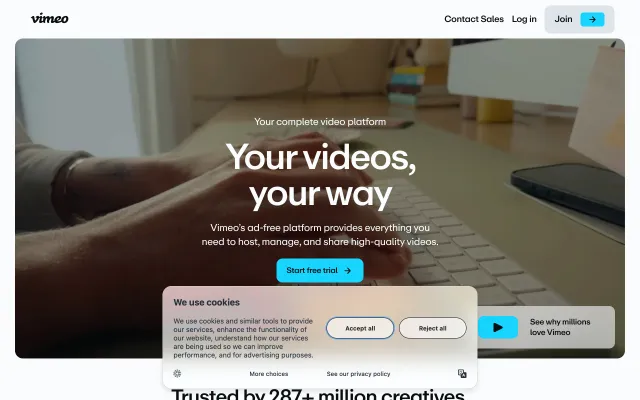 vimeo
Contact Sales
Log in
Join
Your complete video platform
Your videos,
your way
Vimeo's ad-free platform provides everything you
need to host, manage, and share high-quality videos.
Start free trial
We use cookies
We use cookies and similar tools to provide
our services, enhance the functionality of
our website, understand how our services
are being used so we can improve
performance, and for advertising purposes.
Accept all
Reject all
More choices
See our privacy policy
See why millions
love Vimeo
Trusted by 287+ million creatives,